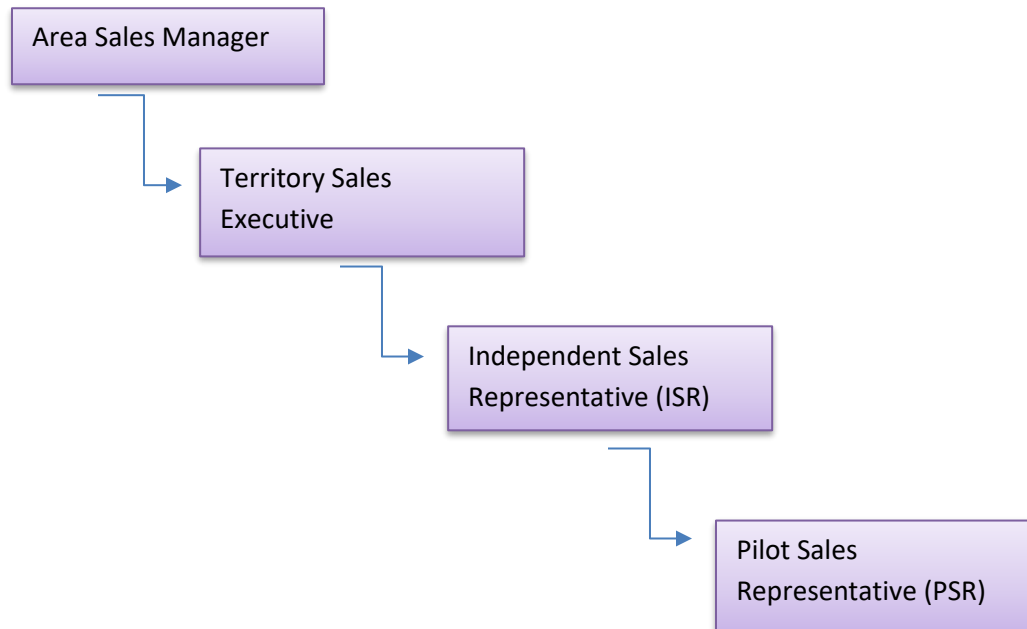 Area Sales Manager
Territory Sales
Executive
Independent Sales
Representative (ISR)
Pilot Sales
Representative (PSR)